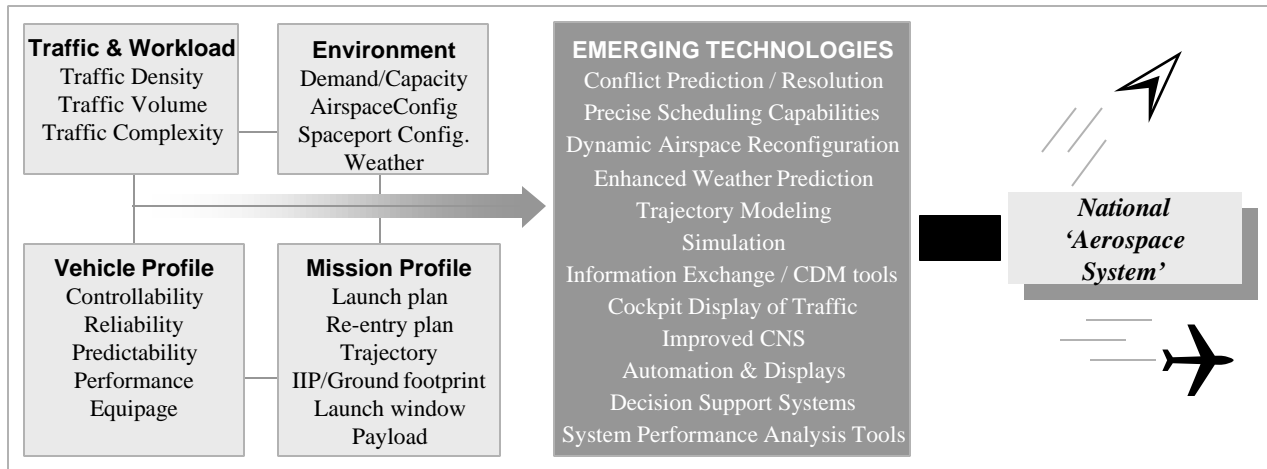 Traffic & Workload
Traffic Density
Traffic Volume
Traffic Complexity
Environment
Demand/Capacity
AirspaceConfig
Spaceport Config.
Weather
Vehicle Profile
Controllability
Reliability
Predictability
Performance
Equipage
Mission Profile
Launch plan
Re-entry plan
Trajectory
IIP/Ground footprint
Launch window
Payload
EMERGING TECHNOLOGIES
Conflict Prediction / Resolution
Precise Scheduling Capabilities
Dynamic Airspace Reconfiguration
Enhanced Weather Prediction
Trajectory Modeling
Simulation
Information Exchange / CDM tools
Cockpit Display of Traffic
Improved CNS
Automation & Displays
Decision Support Systems
System Performance Analysis Tools
National
‘Aerospace
System’